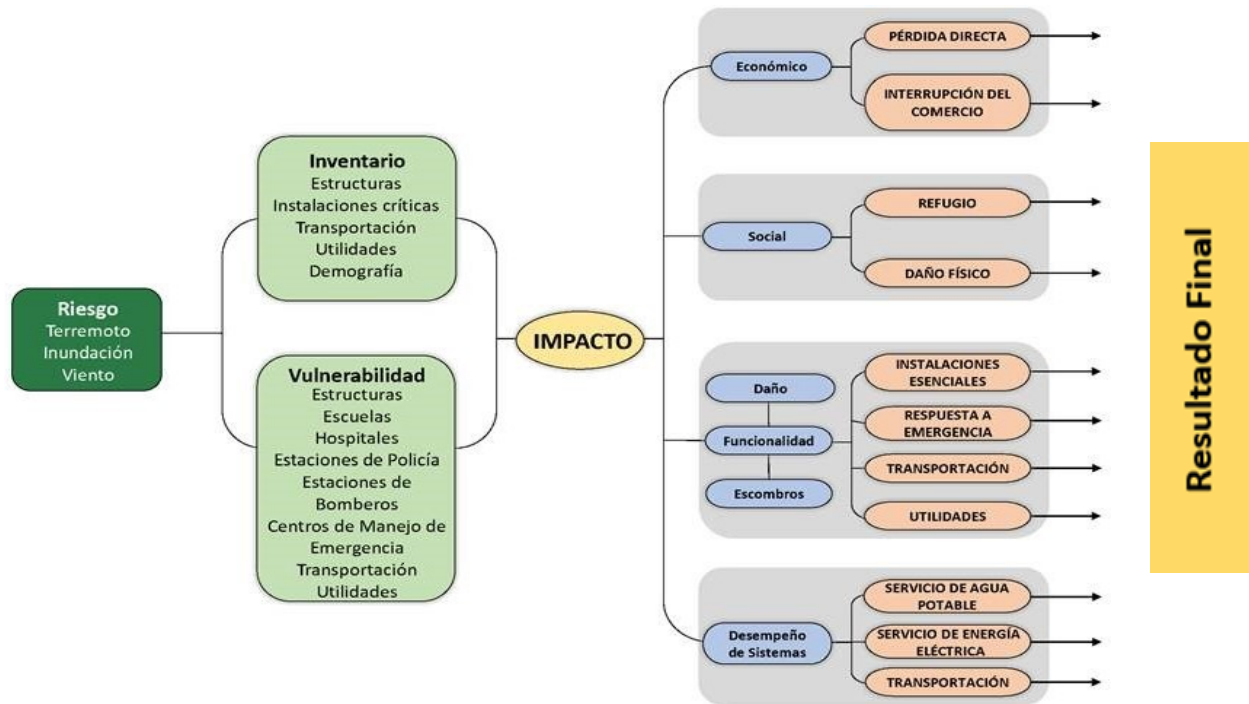 Riesgo
Terremoto
Inundación
Viento
Inventario
Estructuras
Instalaciones críticas
Transportación
Utilidades
Demografía
Vulnerabilidad
Estructuras
Escuelas
Hospitales
Estaciones de Policía
Estaciones de
Bomberos
Centros de Manejo de
Emergencia
Transportación
Utilidades
IMPACTO
Económico
PÉRDIDA DIRECTA
INTERRUPCIÓN DEL
COMERCIO
Social
REFUGIO
DAÑO FÍSICO
Daño
Funcionalidad
Escombros
INSTALACIONES
ESENCIALES
RESPUESTA A
EMERGENCIA
TRANSPORTACIÓN
UTILIDADES
Desempeño
de Sistemas
SERVICIO DE AGUA
POTABLE
SERVICIO DE ENERGÍA
ELÉCTRICA
TRANSPORTACIÓN
Resultado Final